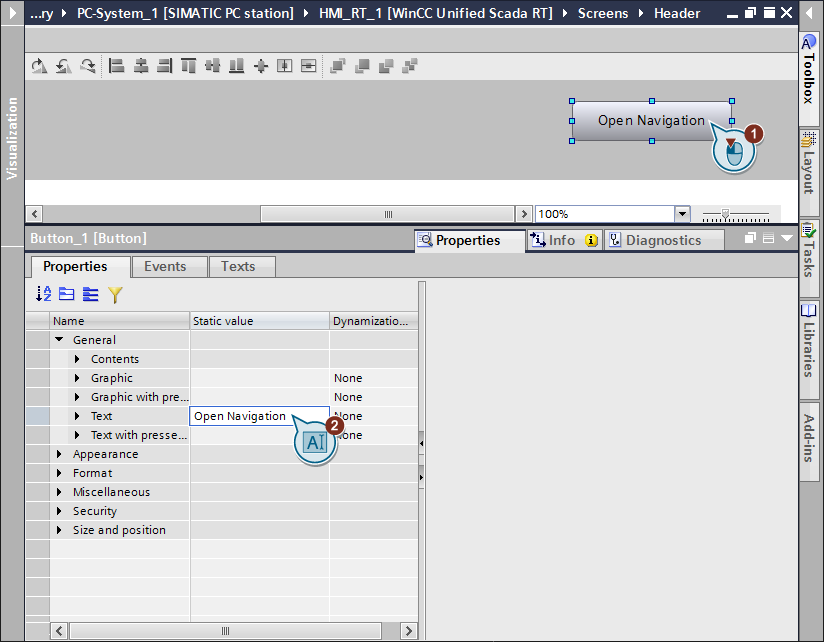 ...ry PC-System_1 [SIMATIC PC station] HMI_RT_1 [WinCC Unified Scada RT] Screens Header
Visualization
Open Navigation
1
100%
Button_1 [Button]
Properties Info Diagnostics
Properties Events Texts
Name Static value Dynamizatio...
General
Contents
Graphic None
Graphic with pre... None
Text Open Navigation None
Text with presse... None
2
AI
Appearance
Format
Miscellaneous
Security
Size and position
Toolbox
Layout
Tasks
Libraries
Add-ins